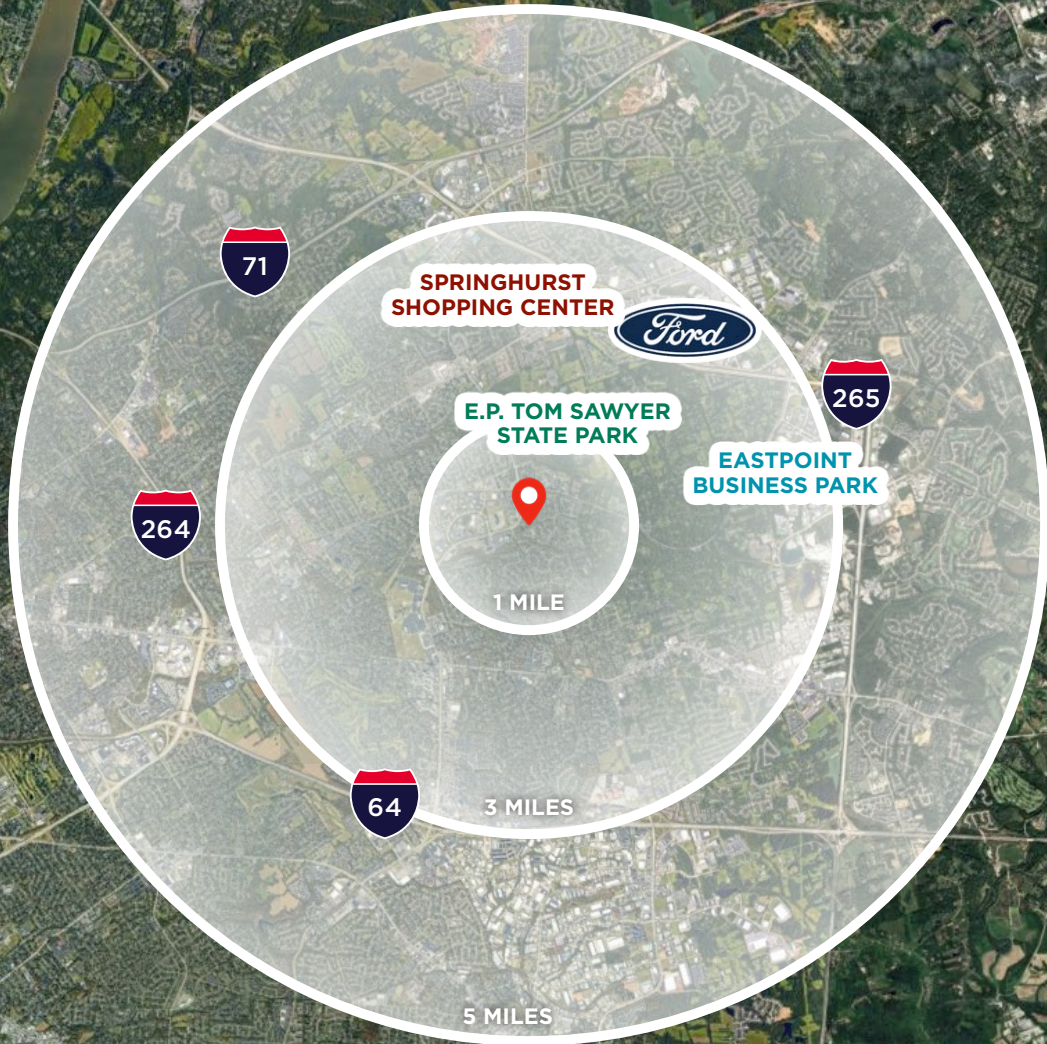 71
SPRINGHURST
SHOPPING CENTER
Ford
265
E.P. TOM SAWYER
STATE PARK
EASTPOINT
BUSINESS PARK
264
1 MILE
64
3 MILES
5 MILES